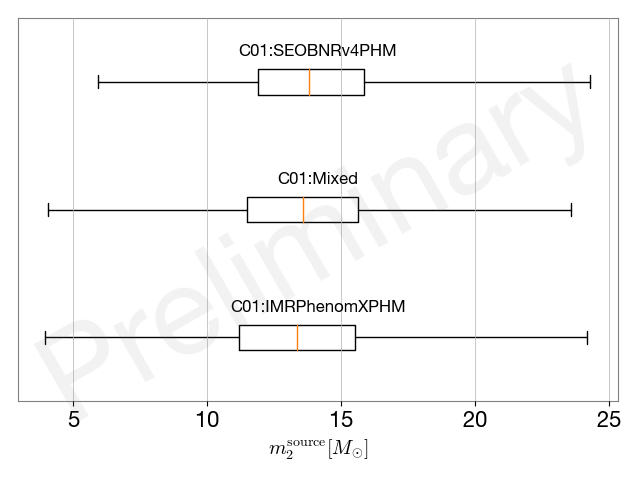 C01:SEOBNRv4PHM
C01:Mixed
C01:IMRPhenomXPHM
Preliminary
5 10 15 20 25
m₂^source [M☉]